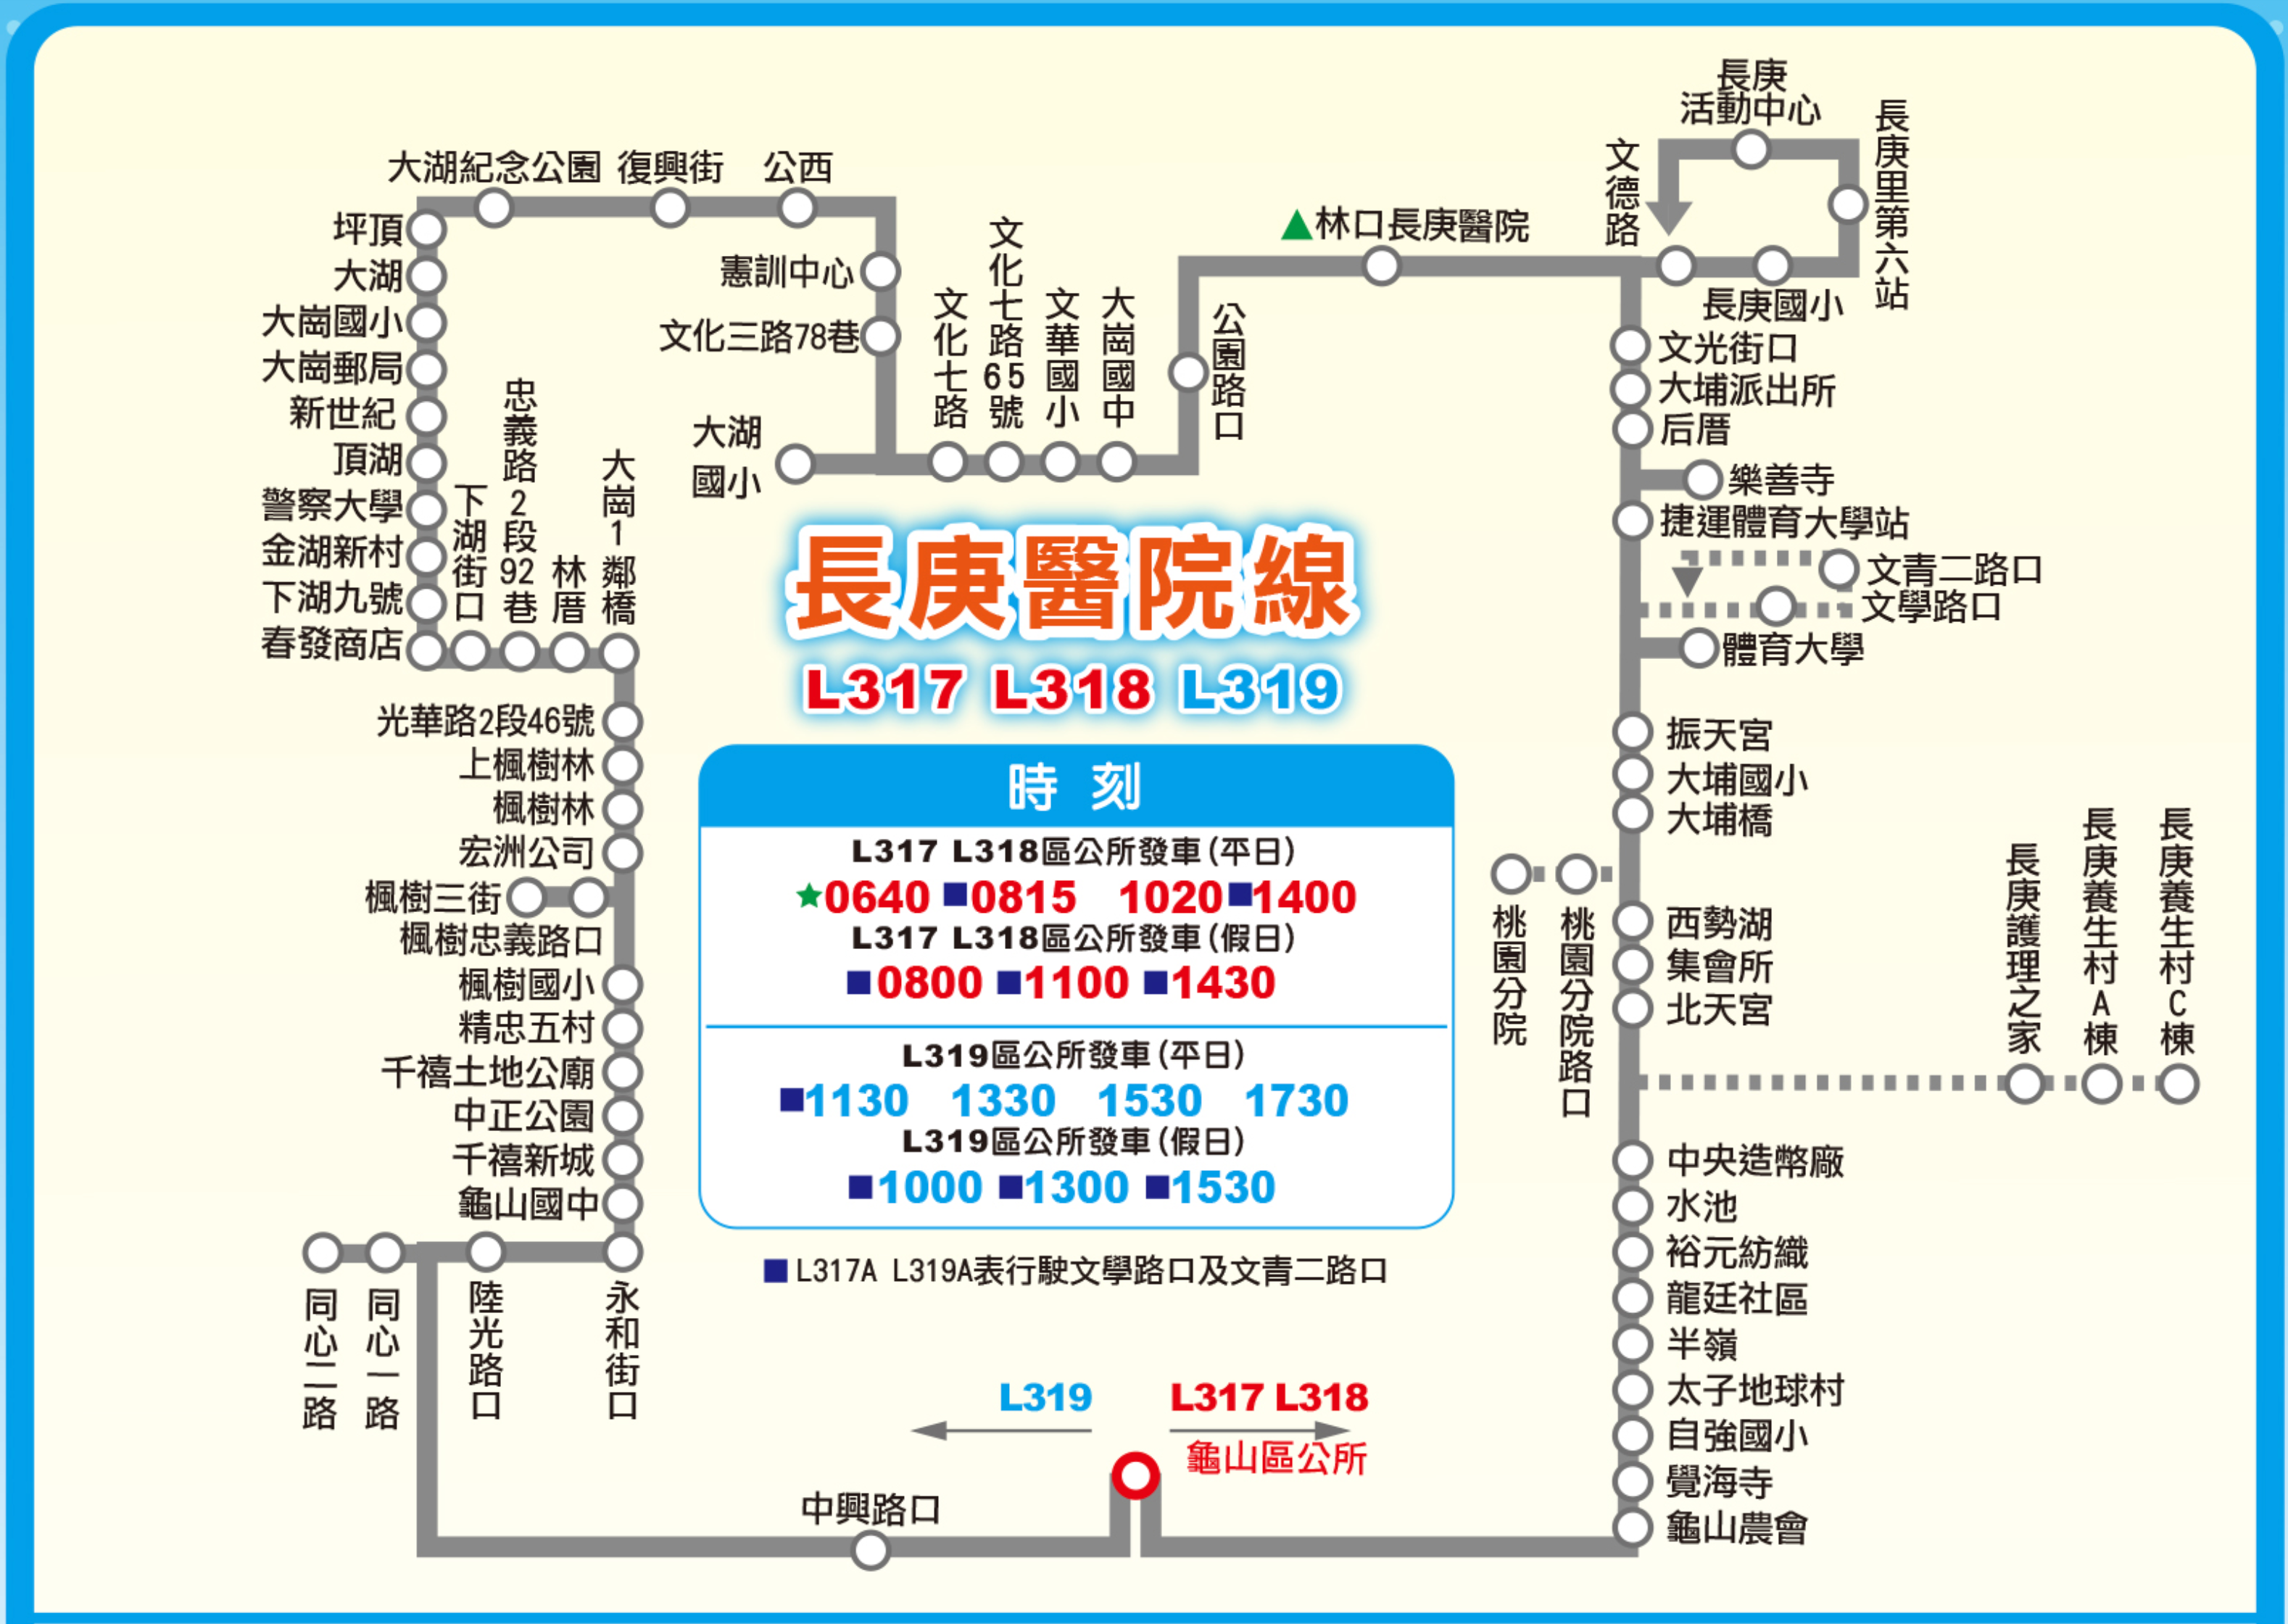 長庚
活動中心
長庚里第六站
文德路
長庚國小
▲林口長庚醫院
公園路口
大崗國中
文華國小
文化七路65號
文化七路
大湖
國小
文化三路78巷
憲訓中心
公西
復興街
大湖紀念公園
坪頂
大湖
大崗國小
大崗郵局
新世紀
頂湖
警察大學
金湖新村
下湖九號
春發商店
下湖街口
忠義路2段92巷
林厝
大崗1鄰橋
光華路2段46號
上楓樹林
楓樹林
宏洲公司
楓樹三街
楓樹忠義路口
楓樹國小
精忠五村
千禧土地公廟
中正公園
千禧新城
龜山國中
同心二路
同心一路
陸光路口
永和街口
中興路口
長庚醫院線
L317 L318 L319
時刻
L317 L318區公所發車(平日)
★0640 ■0815 1020 ■1400
L317 L318區公所發車(假日)
■0800 ■1100 ■1430
L319區公所發車(平日)
■1130 1330 1530 1730
L319區公所發車(假日)
■1000 ■1300 ■1530
■L317A L319A表行駛文學路口及文青二路口
L319
L317 L318
龜山區公所
文光街口
大埔派出所
后厝
樂善寺
捷運體育大學站
文青二路口
文學路口
體育大學
振天宮
大埔國小
大埔橋
桃園分院
桃園分院路口
西勢湖
集會所
北天宮
長庚護理之家
長庚養生村A棟
長庚養生村C棟
中央造幣廠
水池
裕元紡織
龍廷社區
半嶺
太子地球村
自強國小
覺海寺
龜山農會